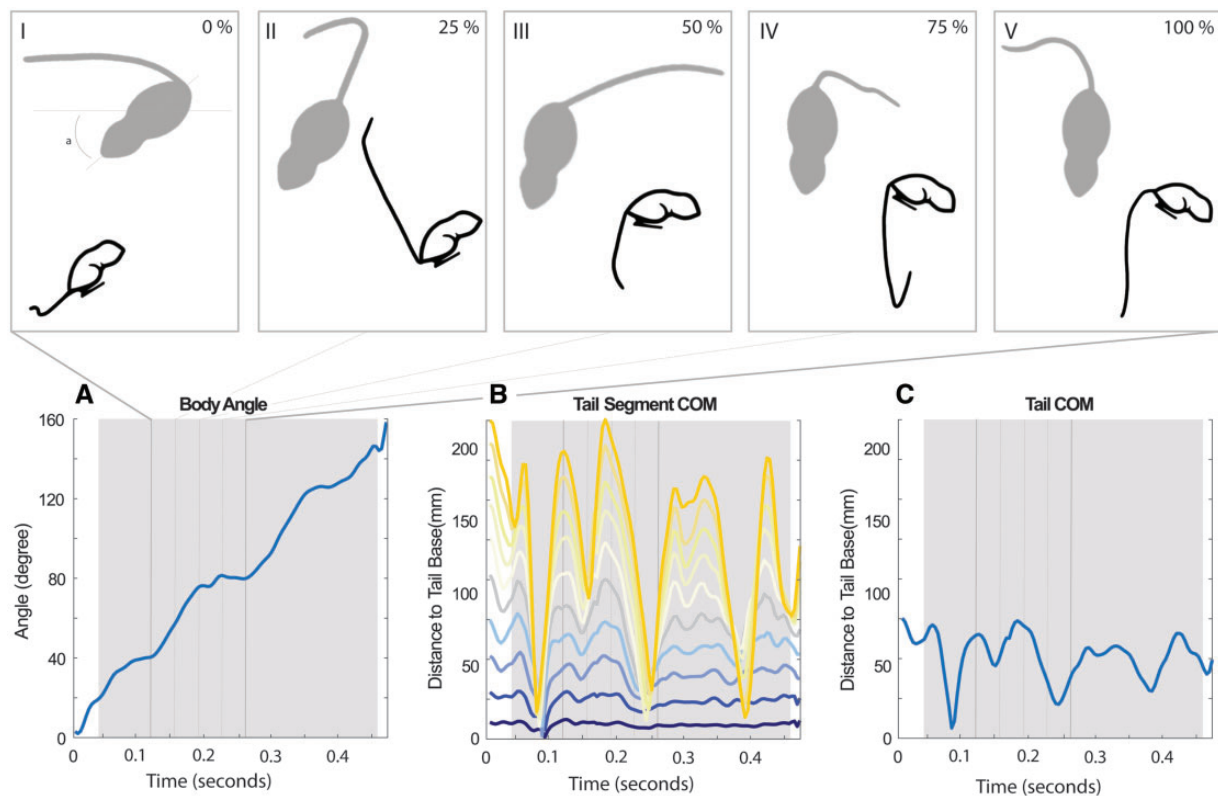 I 0 %
II 25 %
III 50 %
IV 75 %
V 100 %
a
A Body Angle
B Tail Segment COM
C Tail COM
Angle (degree)
160
120
80
40
0
0.1 0.2 0.3 0.4
Time (seconds)
Distance to Tail Base(mm)
200
150
100
50
0
0.1 0.2 0.3 0.4
Time (seconds)
Distance to Tail Base(mm)
200
150
100
50
0
0.1 0.2 0.3 0.4
Time (seconds)